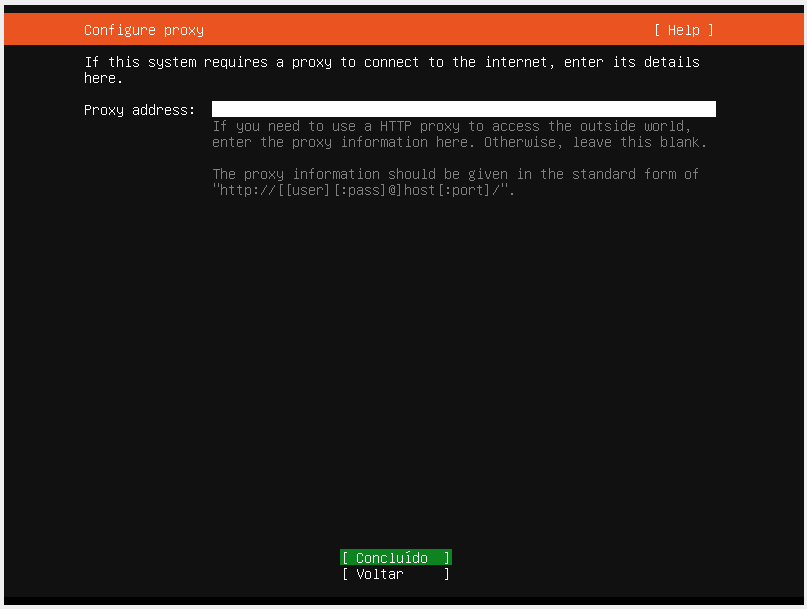 Configure proxy [ Help ]
If this system requires a proxy to connect to the internet, enter its details
here.
Proxy address:
If you need to use a HTTP proxy to access the outside world,
enter the proxy information here. Otherwise, leave this blank.
The proxy information should be given in the standard form of
"http://[[user][:pass]@]host[:port]/".
[ Concluído ]
[ Voltar ]